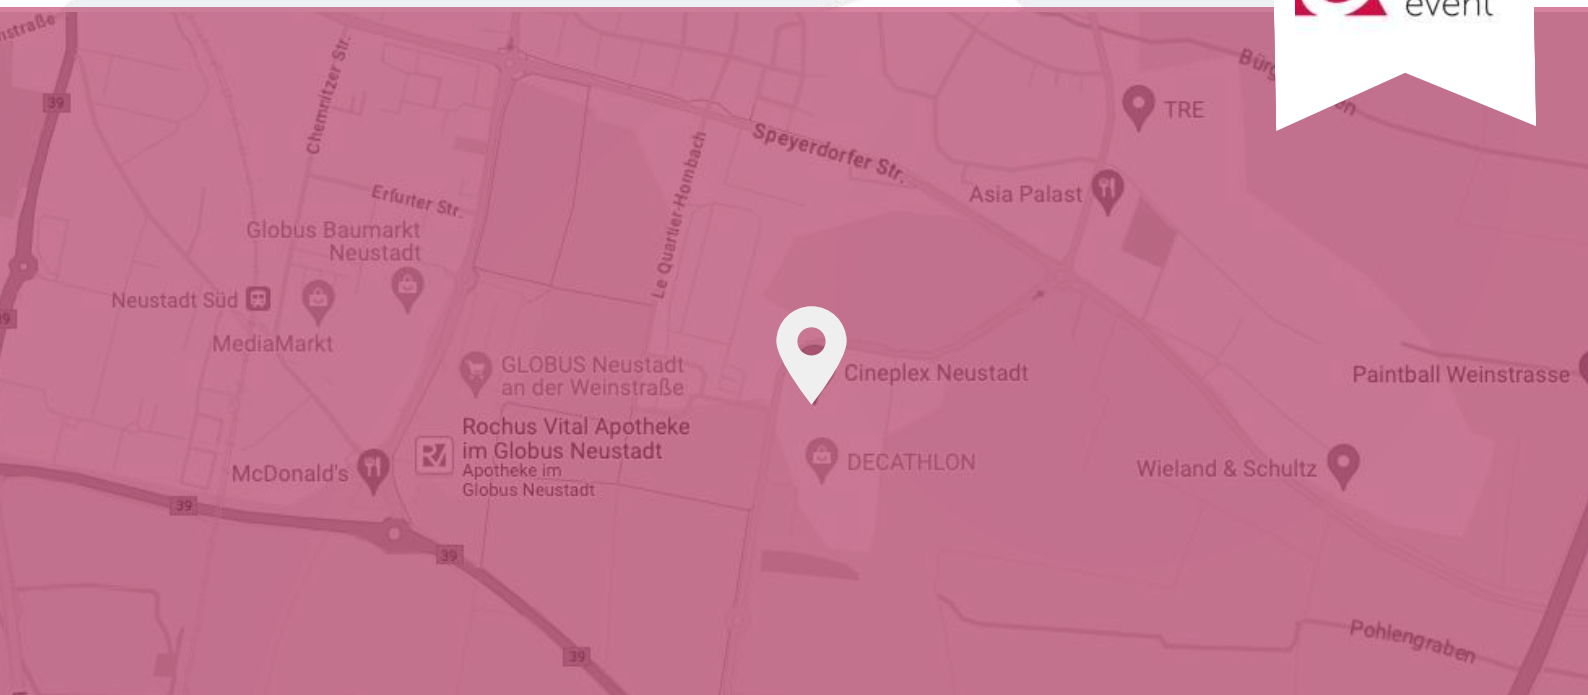 event
39
Chemnitzer Str.
Speyerdorfer Str.
TRE
Erfurter Str.
Le Quartier-Hornbach
Asia Palast
Globus Baumarkt
Neustadt
Neustadt Süd
MediaMarkt
GLOBUS Neustadt
an der Weinstraße
Cineplex Neustadt
Paintball Weinstrasse
Rochus Vital Apotheke
im Globus Neustadt
Apotheke im
Globus Neustadt
McDonald's
DECATHLON
Wieland & Schultz
39
39
39
Pohlengraben